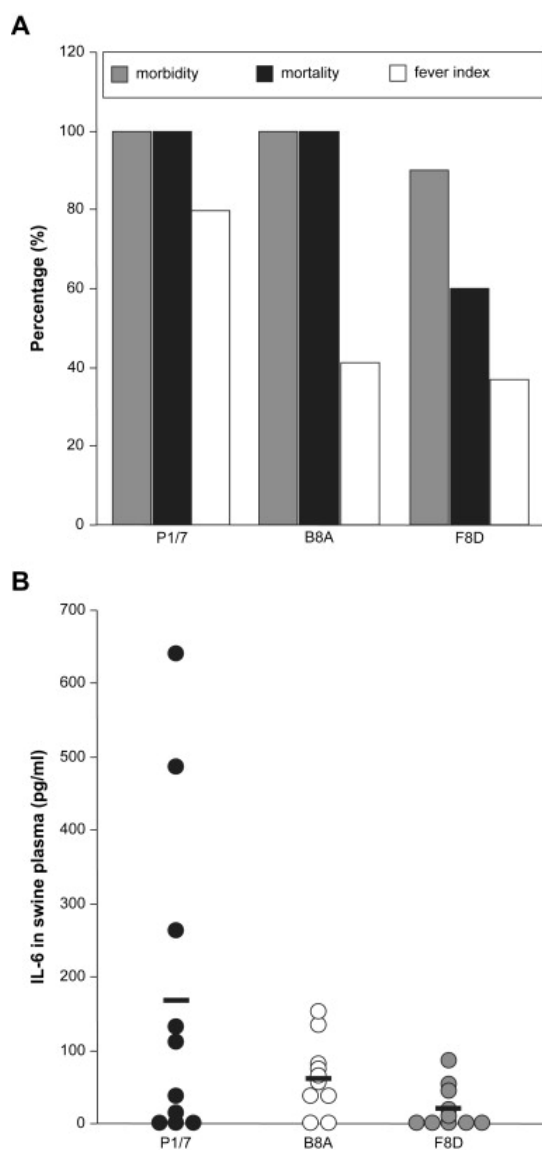 A
120
morbidity mortality fever index
100
80
60
40
20
0
Percentage (%)
P1/7 B8A F8D
B
700
600
500
400
300
200
100
0
IL-6 in swine plasma (pg/ml)
P1/7 B8A F8D